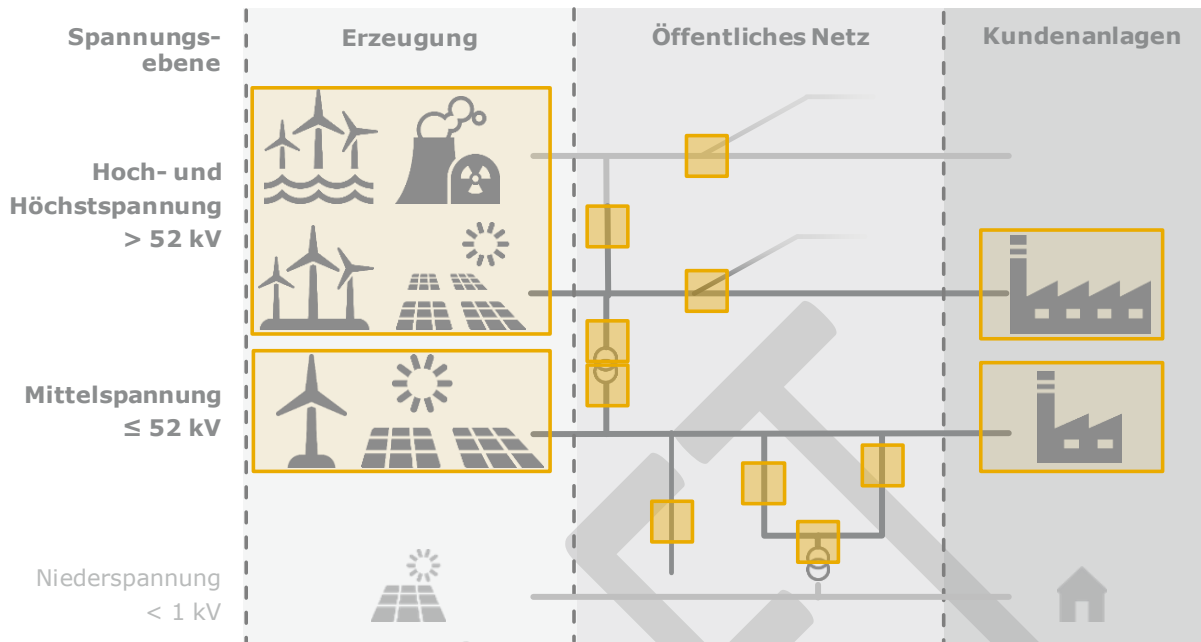 Spannungs-
ebene
Erzeugung
Öffentliches Netz
Kundenanlagen
Hoch- und
Höchstspannung
> 52 kV
Mittelspannung
≤ 52 kV
Niederspannung
< 1 kV